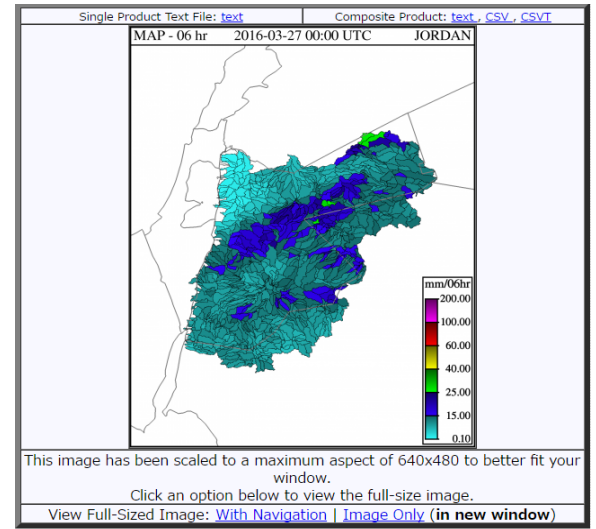 Single Product Text File: text
Composite Product: text , CSV , CSVT
MAP - 06 hr 2016-03-27 00:00 UTC JORDAN
mm/06hr
200.00
100.00
60.00
40.00
25.00
15.00
0.10
This image has been scaled to a maximum aspect of 640x480 to better fit your
window.
Click an option below to view the full-size image.
View Full-Sized Image: With Navigation | Image Only (in new window)